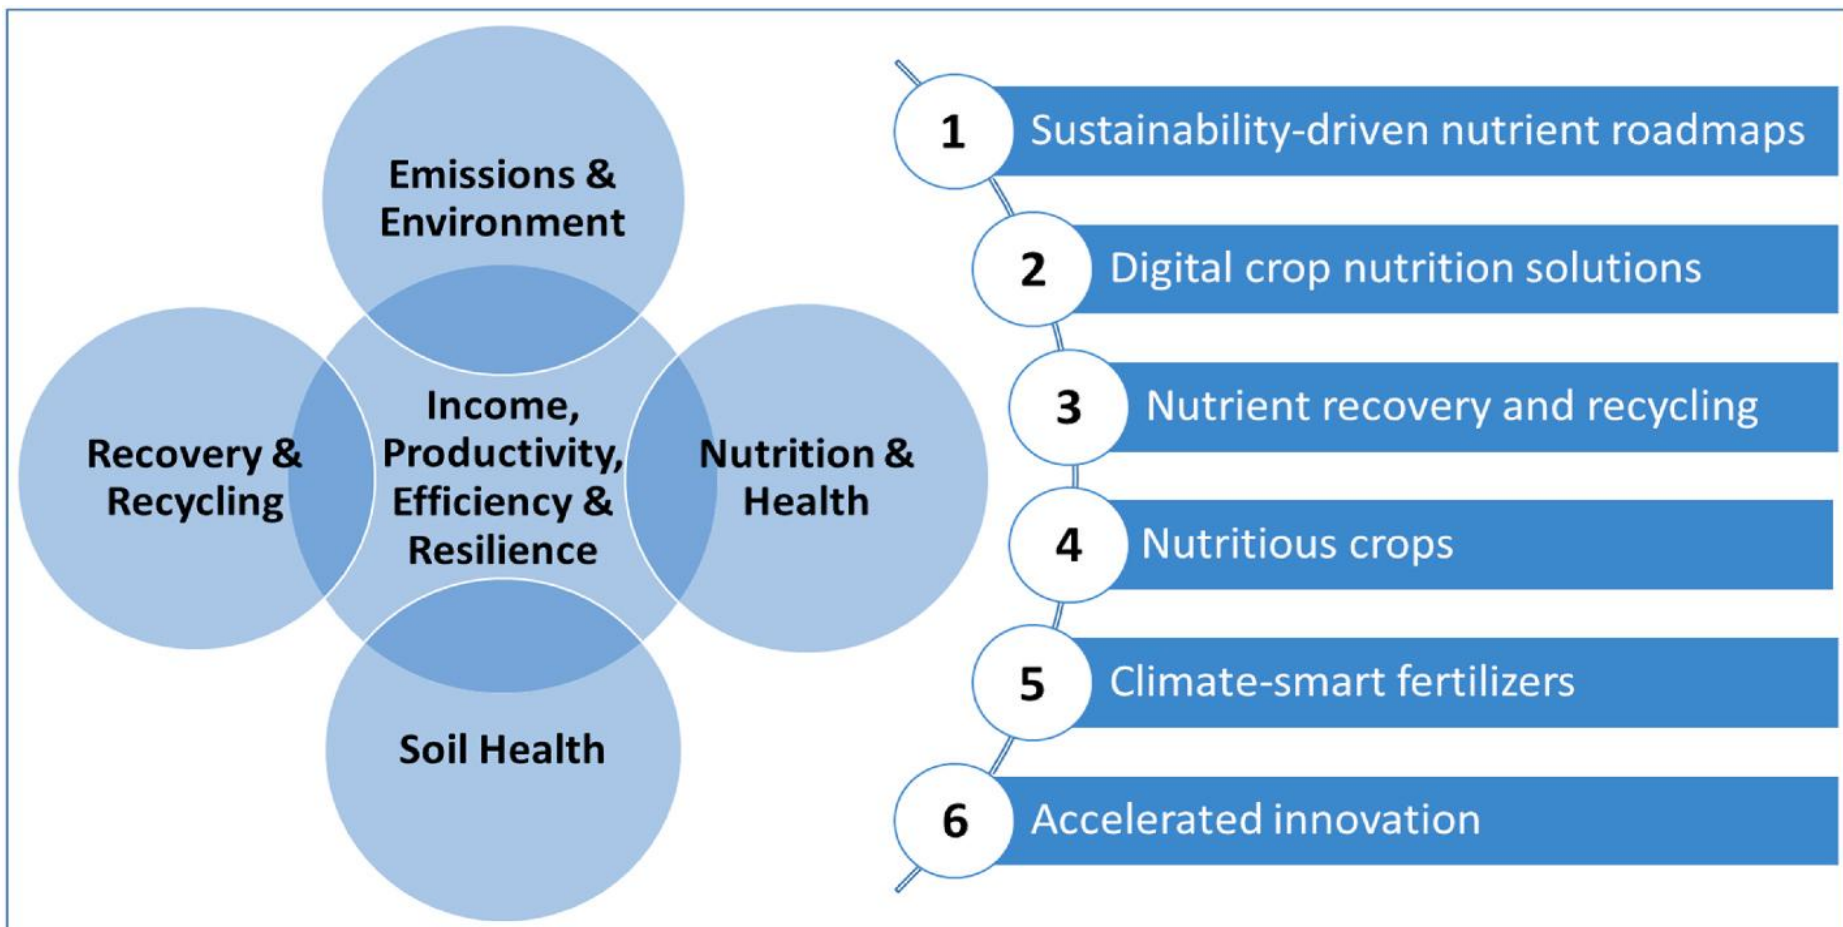 Emissions &
Environment
Recovery &
Recycling
Income,
Productivity,
Efficiency &
Resilience
Nutrition &
Health
Soil Health
1 Sustainability-driven nutrient roadmaps
2 Digital crop nutrition solutions
3 Nutrient recovery and recycling
4 Nutritious crops
5 Climate-smart fertilizers
6 Accelerated innovation